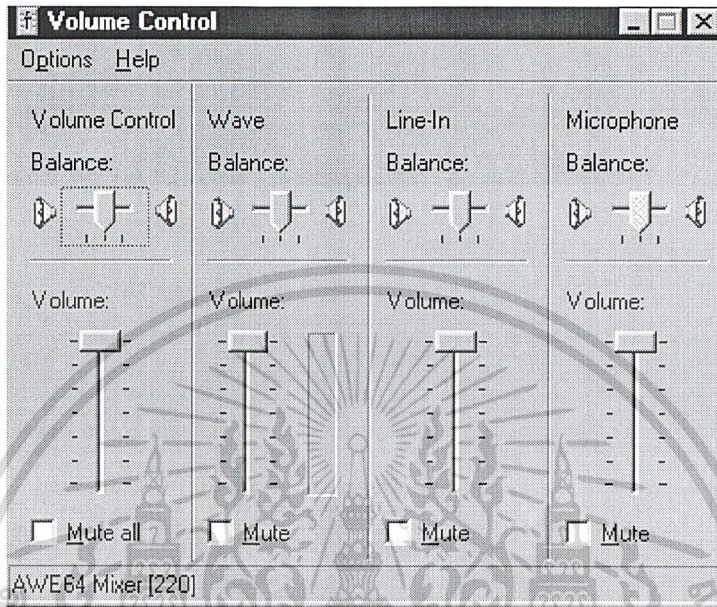 Volume Control
Options Help
Volume Control Wave Line-In Microphone
Balance: Balance: Balance: Balance:
Volume: Volume: Volume: Volume:
Mute all Mute Mute Mute
AWE64 Mixer [220]